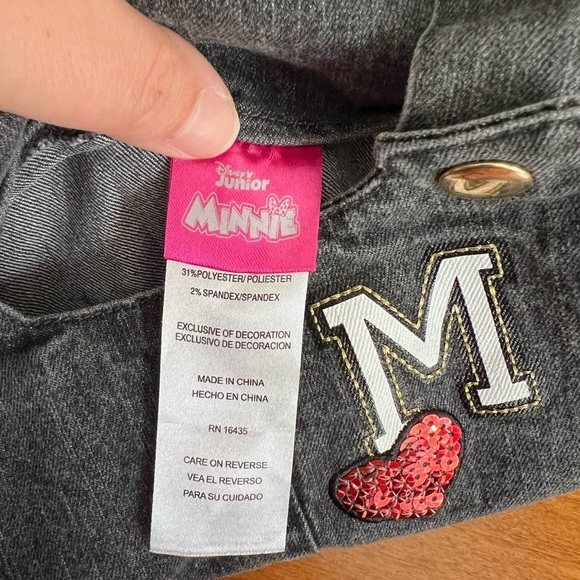 Disney
Junior
MINNIE
31%POLYESTER/POLIESTER
2% SPANDEX/SPANDEX
EXCLUSIVE OF DECORATION
EXCLUSIVO DE DECORACION
MADE IN CHINA
HECHO EN CHINA
RN 16435
CARE ON REVERSE
VEA EL REVESO
PARA SU CUIDADO
M